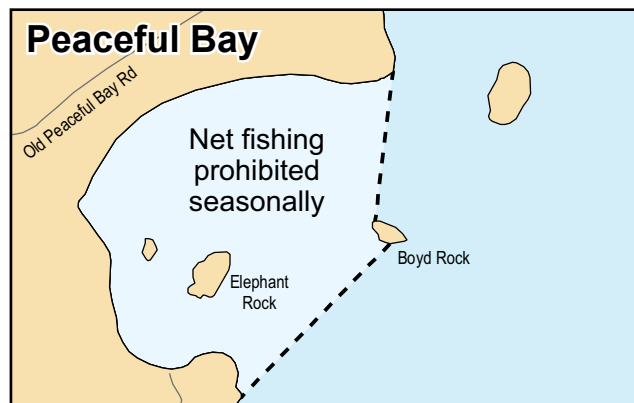 Peaceful Bay
Old Peaceful Bay Rd
Net fishing
prohibited
seasonally
Boyd Rock
Elephant
Rock